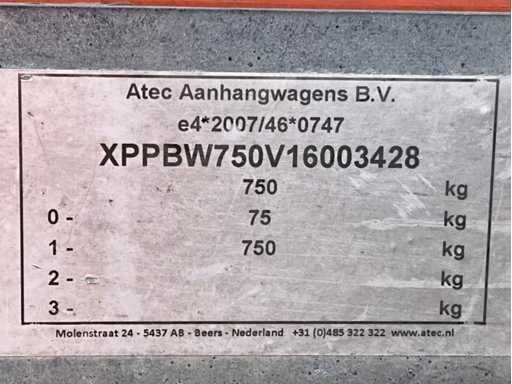 Atec Aanhangwagens B.V.
e4*2007/46*0747
XPPBW750V16003428
750 kg
0 - 75 kg
1 - 750 kg
2 - kg
3 - kg
Molenstraat 24 - 5437 AB - Beers - Nederland +31 (0)485 322 322 www.atec.nl